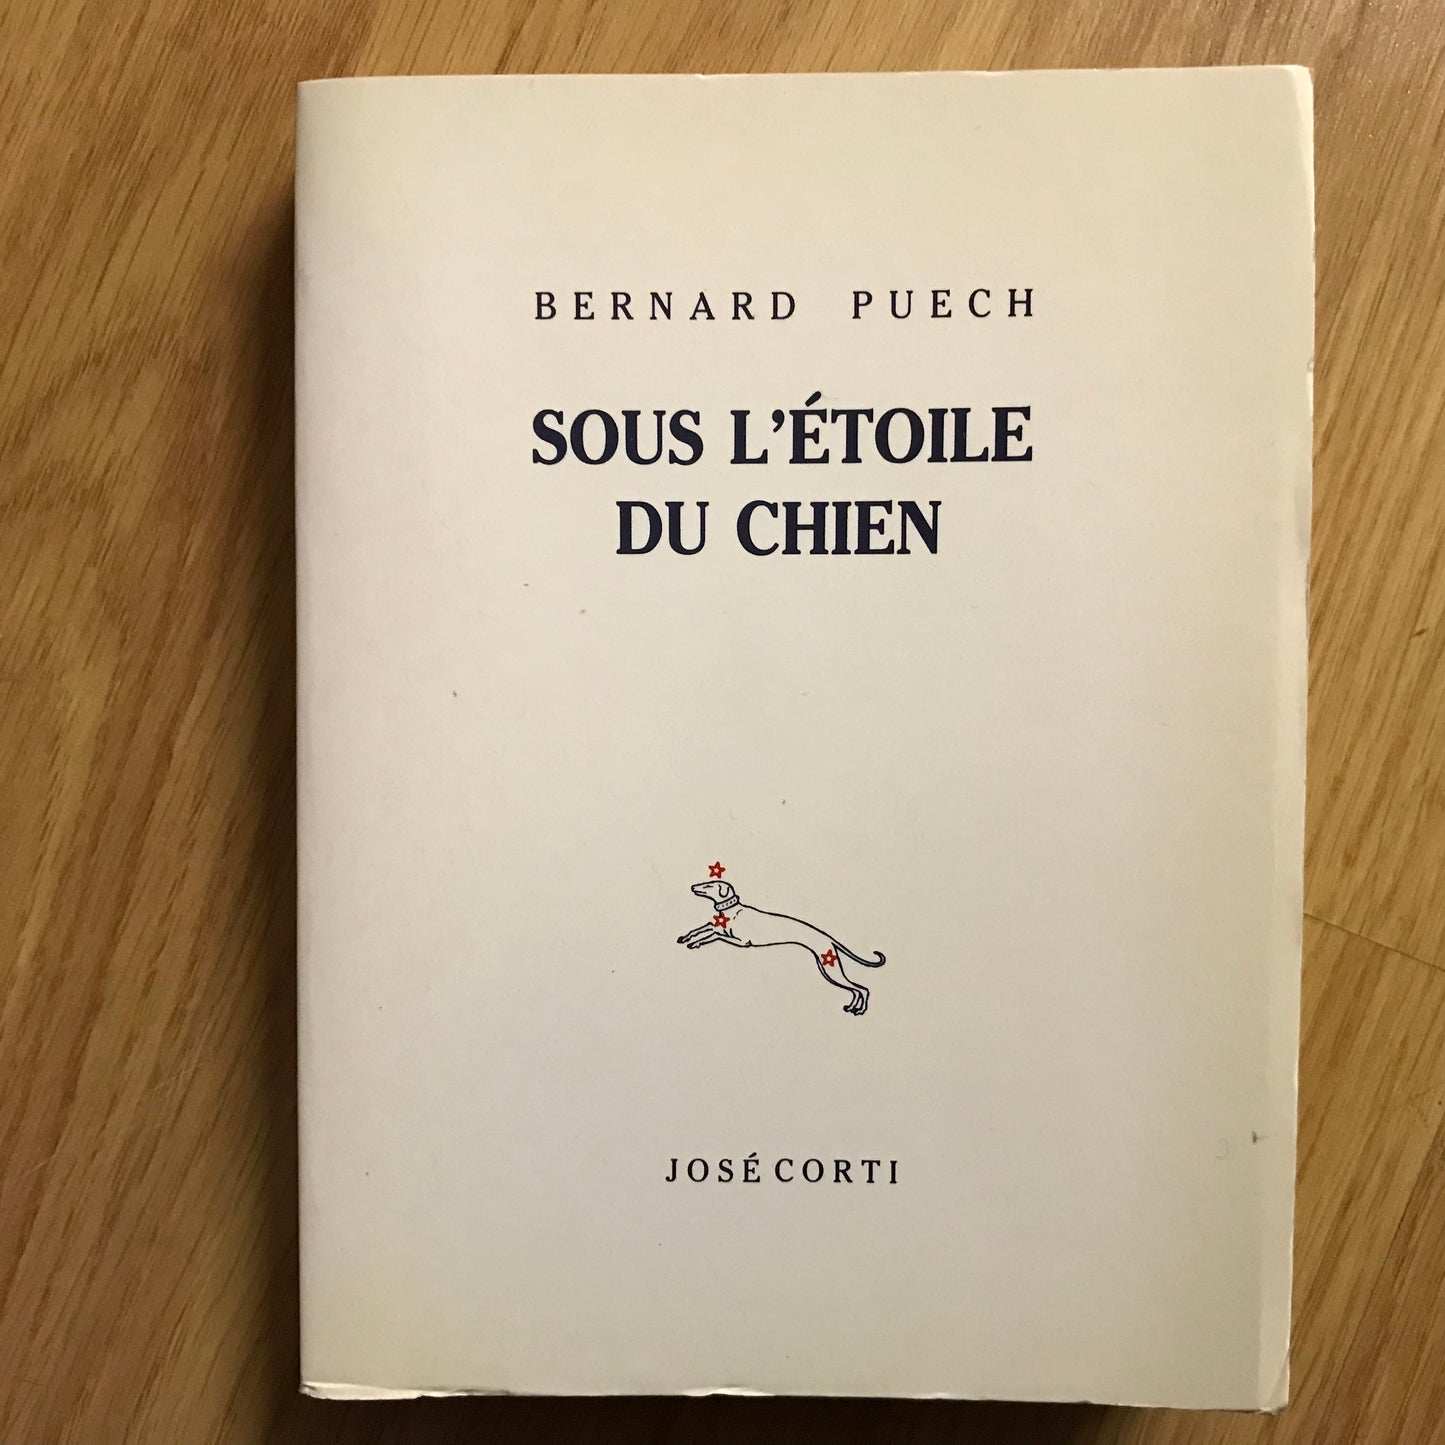 BERNARD PUECH
SOUS L'ÉTOILE
DU CHIEN
JOSÉ CORTI